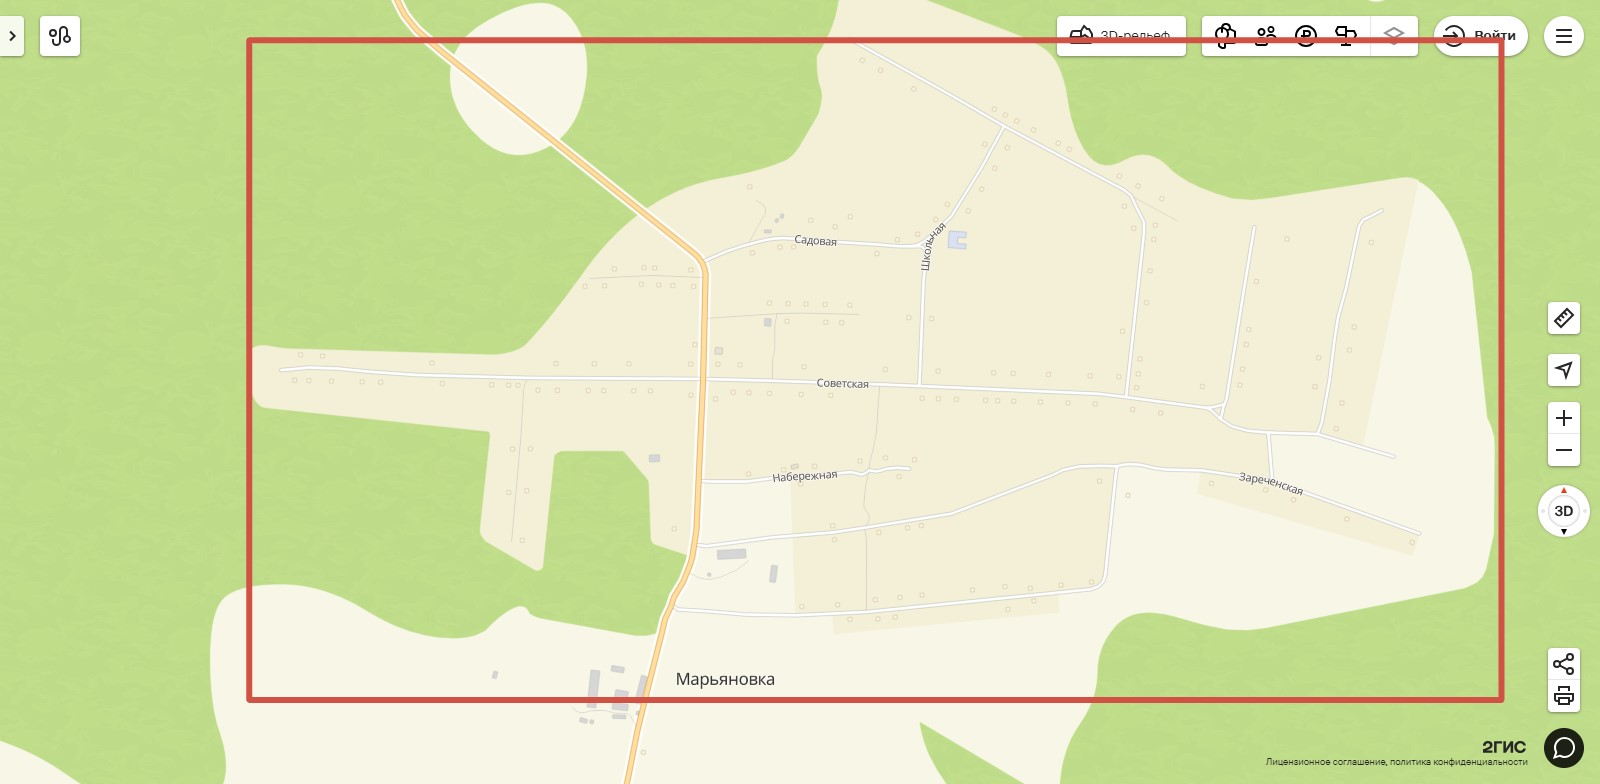 3D-рельеф
Войти
Садовая
Школьная
Советская
Набережная
Зареченская
3D
Марьяновка
2ГИС
Лицензионное соглашение, политика конфиденциальности